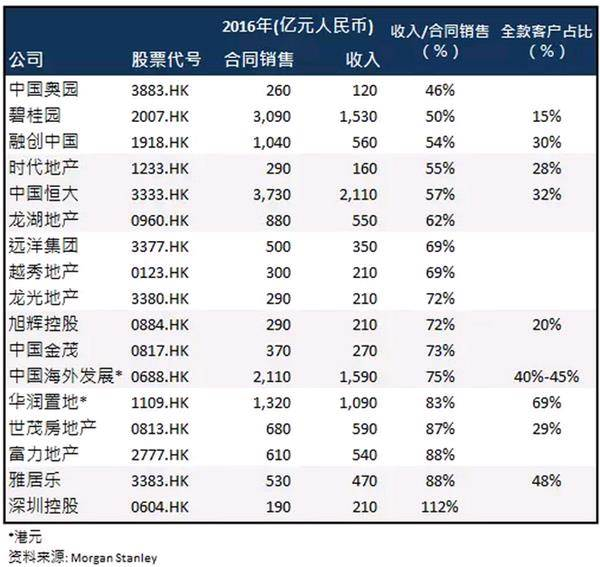 2016年(亿元人民币) 收入/合同销售 全款客户占比
公司 股票代号 合同销售 收入 (%) (%)
中国奥园 3883.HK 260 120 46%
碧桂园 2007.HK 3,090 1,530 50% 15%
融创中国 1918.HK 1,040 560 54% 30%
时代地产 1233.HK 290 160 55% 28%
中国恒大 3333.HK 3,730 2,110 57% 32%
龙湖地产 0960.HK 880 550 62%
远洋集团 3377.HK 500 350 69%
越秀地产 0123.HK 300 210 69%
龙光地产 3380.HK 290 210 72%
旭辉控股 0884.HK 290 210 72% 20%
中国金茂 0817.HK 370 270 73%
中国海外发展* 0688.HK 2,110 1,590 75% 40%-45%
华润置地* 1109.HK 1,320 1,090 83% 69%
世茂房地产 0813.HK 680 590 87% 29%
富力地产 2777.HK 610 540 88%
雅居乐 3383.HK 530 470 88% 48%
深圳控股 0604.HK 190 210 112%
*港元
资料来源: Morgan Stanley